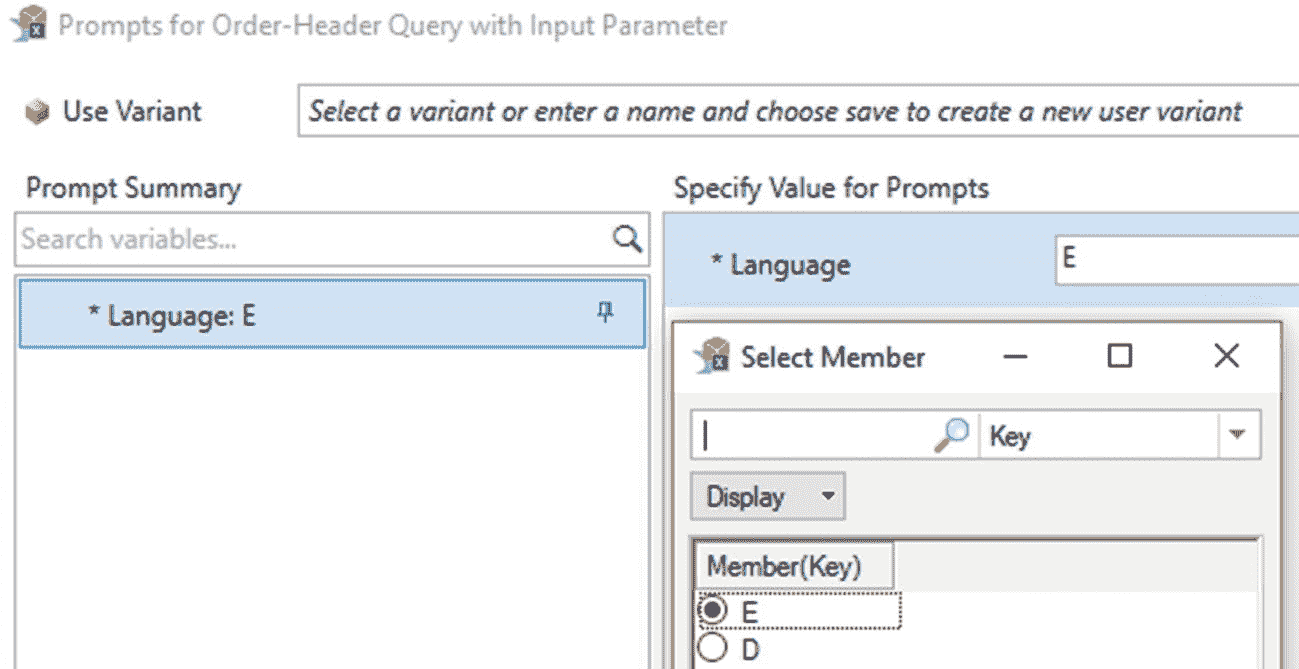 Prompts for Order-Header Query with Input Parameter
Use Variant
Select a variant or enter a name and choose save to create a new user variant
Prompt Summary
Search variables...
* Language: E
Specify Value for Prompts
* Language
E
Select Member
Key
Display
Member(Key)
E
D